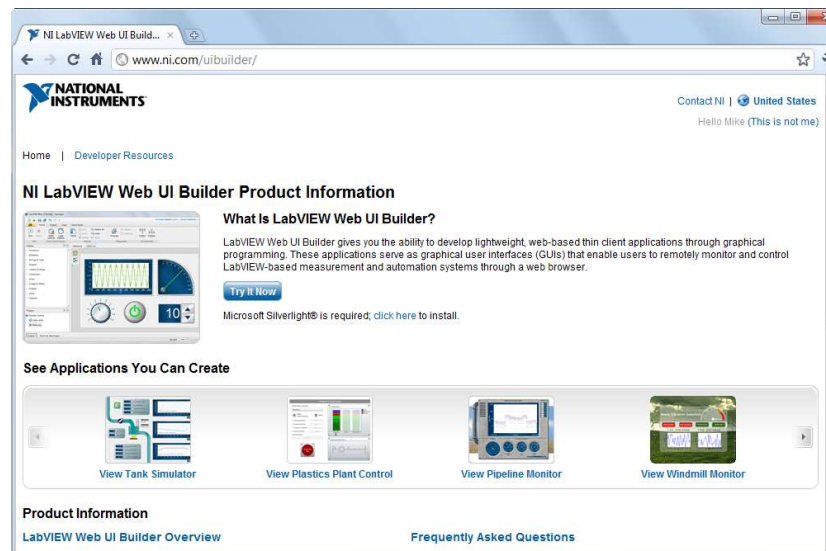 NI LabVIEW Web UI Build...
www.ni.com/uibuilder/
NATIONAL
INSTRUMENTS
Contact NI | United States
Hello Mike (This is not me)
Home | Developer Resources
NI LabVIEW Web UI Builder Product Information
What Is LabVIEW Web UI Builder?
LabVIEW Web UI Builder gives you the ability to develop lightweight, web-based thin client applications through graphical
programming. These applications serve as graphical user interfaces (GUIs) that enable users to remotely monitor and control
LabVIEW-based measurement and automation systems through a web browser.
Try It Now
10
Microsoft Silverlight® is required; click here to install.
See Applications You Can Create
View Tank Simulator View Plastics Plant Control View Pipeline Monitor View Windmill Monitor
Product Information
LabVIEW Web UI Builder Overview Frequently Asked Questions